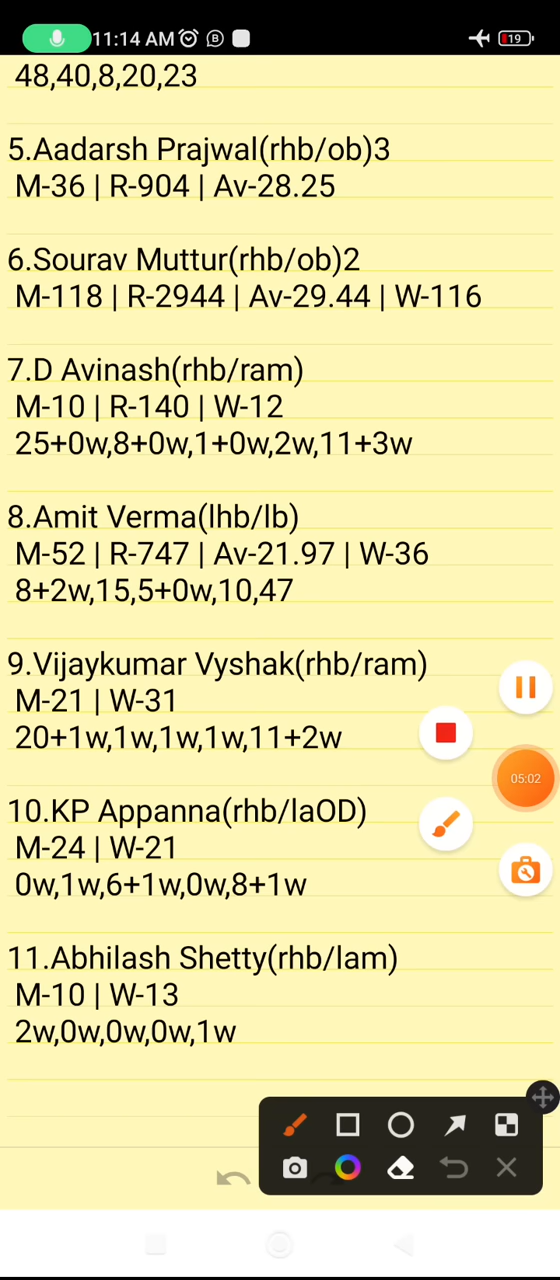 11:14 AM
B
19
48,40,8,20,23
5.Aadarsh Prajwal(rhb/ob)3
M-36 | R-904 | Av-28.25
6.Sourav Muttur(rhb/ob)2
M-118 | R-2944 | Av-29.44 | W-116
7.D Avinash(rhb/ram)
M-10 | R-140 | W-12
25+0w,8+0w,1+0w,2w,11+3w
8.Amit Verma(lhb/lb)
M-52 | R-747 | Av-21.97 | W-36
8+2w,15,5+0w,10,47
9.Vijaykumar Vyshak(rhb/ram)
M-21 | W-31
20+1w,1w,1w,1w,11+2w
05:02
10.KP Appanna(rhb/laOD)
M-24 | W-21
0w,1w,6+1w,0w,8+1w
11.Abhilash Shetty(rhb/lam)
M-10 | W-13
2w,0w,0w,0w,1w